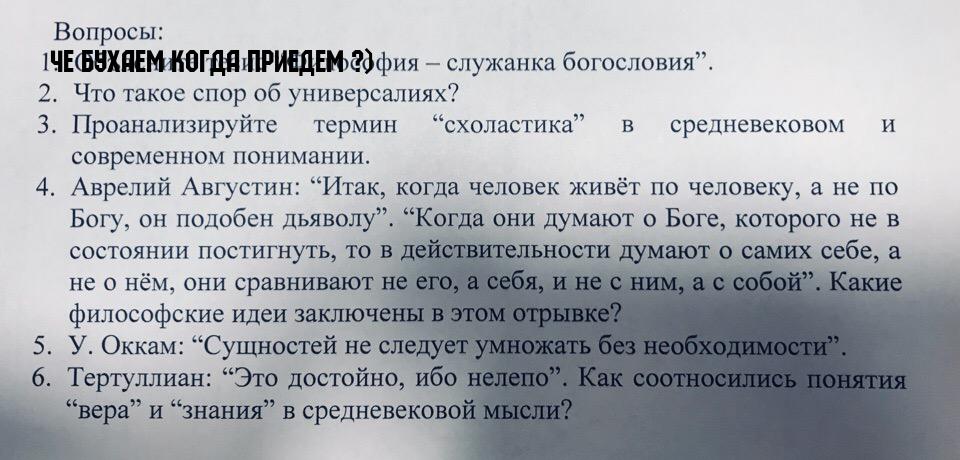 Вопросы:
ЧЕ БУХАЕМ КОГДА ПРИЕДЕМ ?)
1. – служанка богословия”.
2. Что такое спор об универсалиях?
3. Проанализируйте термин “схоластика” в средневековом и
современном понимании.
4. Аврелий Августин: “Итак, когда человек живёт по человеку, а не по
Богу, он подобен дьяволу”. “Когда они думают о Боге, которого не в
состоянии постигнуть, то в действительности думают о самих себе, а
не о нём, они сравнивают не его, а себя, и не с ним, а с собой”. Какие
философские идеи заключены в этом отрывке?
5. У. Оккам: “Сущностей не следует умножать без необходимости”.
6. Тертуллиан: “Это достойно, ибо нелепо”. Как соотносились понятия
“вера” и “знания” в средневековой мысли?